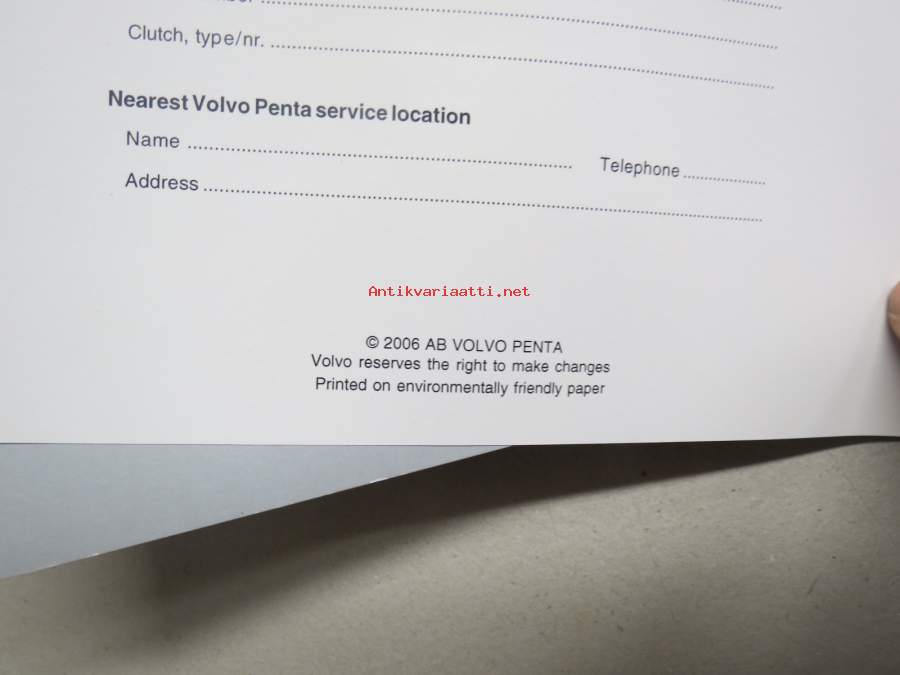 Clutch, type/nr. ........................................................................
Nearest Volvo Penta service location
Name ........................................................................ Telephone ....................
Address ........................................................................
Antikvariaatti.net
© 2006 AB VOLVO PENTA
Volvo reserves the right to make changes
Printed on environmentally friendly paper